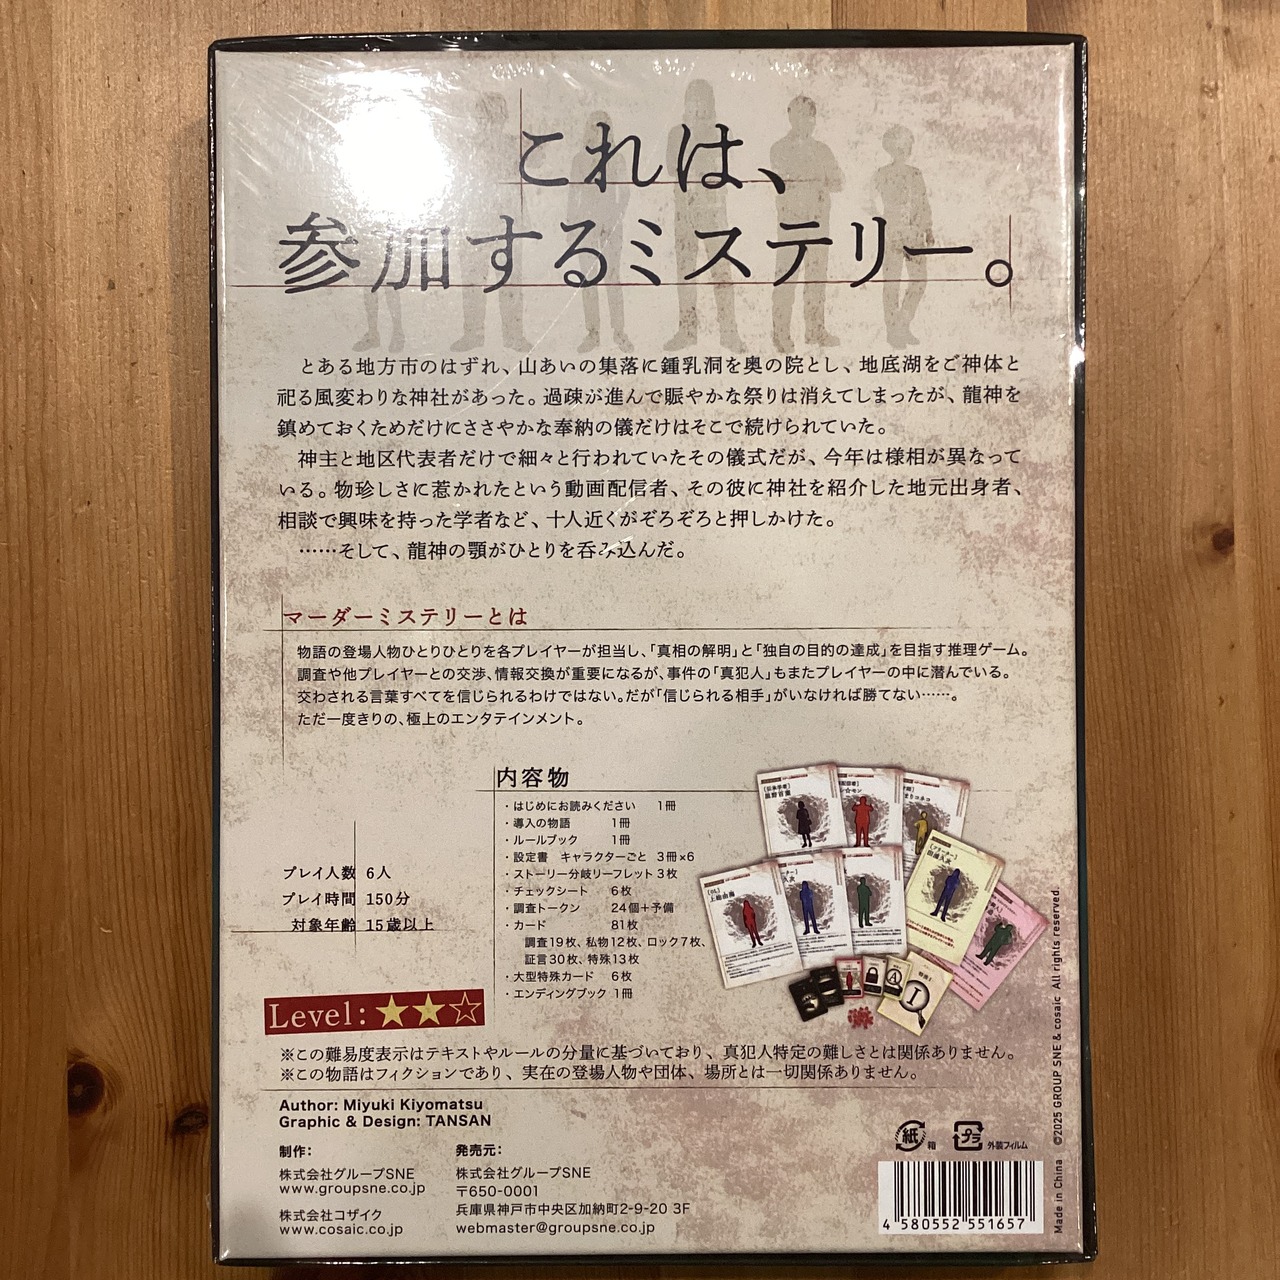 これは、
参加するミステリー。
とある地方市のはずれ、山あいの集落に鍾乳洞を奥の院とし、地底湖をご神体と
祀る風変わりな神社があった。過疎が進んで賑やかな祭りは消えてしまったが、龍神を
鎮めておくためだけにささやかな奉納の儀だけはそこで続けられていた。
神主と地区代表者だけで細々と行われていたその儀式だが、今年は様相が異なって
いる。物珍しさに惹かれたという動画配信者、その彼に神社を紹介した地元出身者、
相談で興味を持った学者など、十人近くがぞろぞろと押しかけた。
……そして、龍神の顎がひとりを呑み込んだ。
マーダーミステリーとは
物語の登場人物ひとりひとりを各プレイヤーが担当し、「真相の解明」と「独自の目的の達成」を目指す推理ゲーム。
調査や他プレイヤーとの交渉、情報交換が重要になるが、事件の「真犯人」もまたプレイヤーの中に潜んでいる。
交わされる言葉すべてを信じられるわけではない。だが「信じられる相手」がいなければ勝てない……。
ただ一度きりの、極上のエンタテインメント。
内容物
・はじめにお読みください 1冊
・導入の物語 1冊
・ルールブック 1冊
・設定書 キャラクターごと 3冊×6
・ストーリー分岐リーフレット 3枚
・チェックシート 6枚
・調査トークン 24個+予備
・カード 81枚
調査19枚、私物12枚、ロック7枚、
証言30枚、特殊13枚
・大型特殊カード 6枚
・エンディングブック 1冊
プレイ人数 6人
プレイ時間 150分
対象年齢 15歳以上
Level:★★☆
※この難易度表示はテキストやルールの分量に基づいており、真犯人特定の難しさとは関係ありません。
※この物語はフィクションであり、実在の登場人物や団体、場所とは一切関係ありません。
Author: Miyuki Kiyomatsu
Graphic & Design: TANSAN
制作:
株式会社グループSNE
www.groupsne.co.jp
株式会社コザイク
www.cosaic.co.jp
発売元:
株式会社グループSNE
〒650-0001
兵庫県神戸市中央区加納町2-9-20 3F
webmaster@groupsne.co.jp
紙
箱
プラ
外装フィルム
4 580552 551657
Made in China ©2025 GROUP SNE & cosaic All rights reserved.